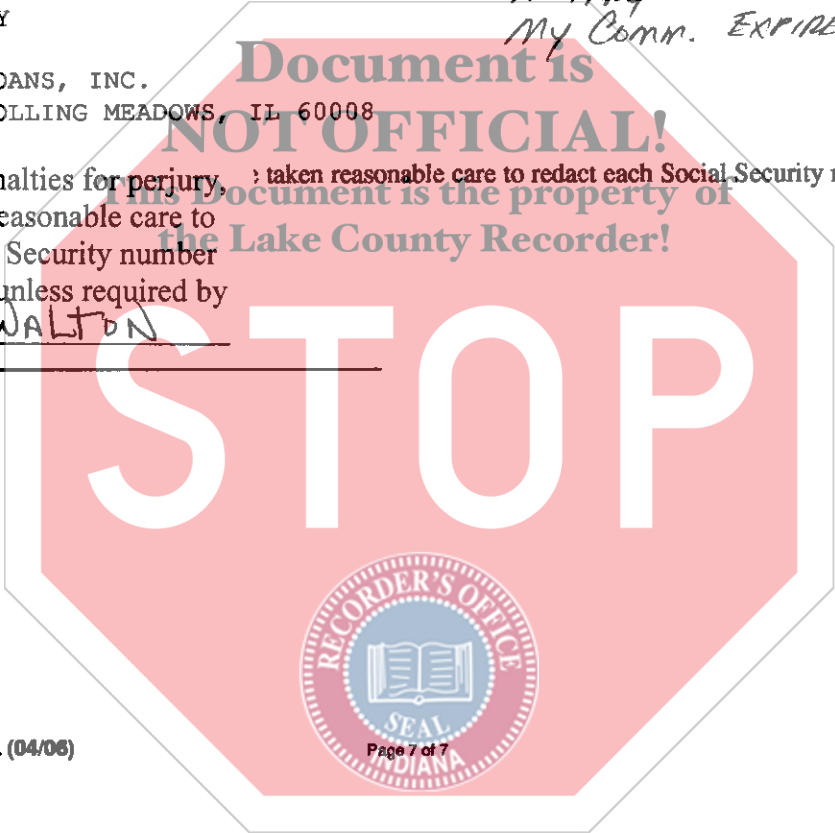 Y
My Comm. EXPIRE
Document is
OANS, INC.
OLLING MEADOWS, IL 60008
NOT OFFICIAL!
nalties for perjury,
taken reasonable care to redact each Social Security
This Document is the property of
easonable care to
the Lake County Recorder!
Security number
unless required by
WALTON
STOP
RECORDER'S OFFICE
SEAL
INDIANA
(04/06)
Page 7 of 7